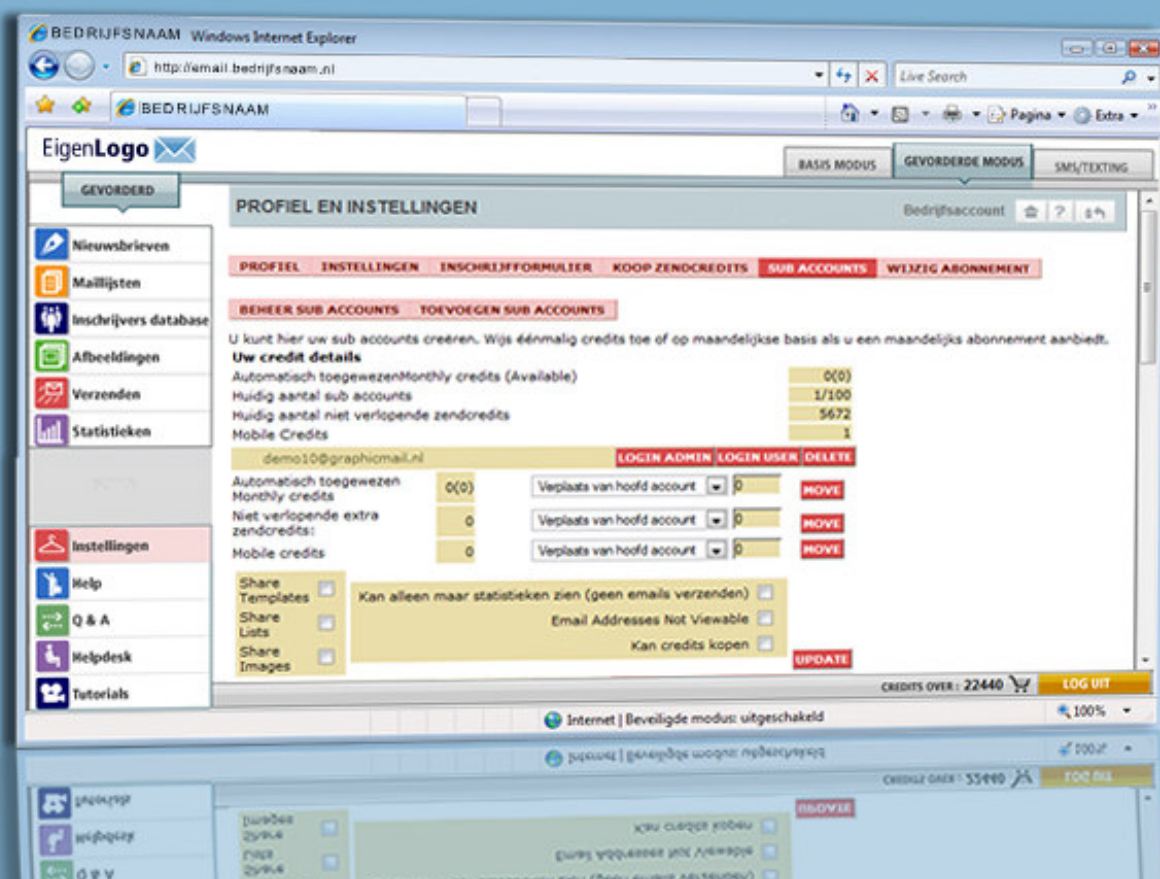 BEDRIJFSNAAM Windows Internet Explorer
http://email.bedrijfsnaam.nl
Live Search
BEDRIJFSNAAM
Pagina
Extra
EigenLogo
BASIS MODUS
GEVORDERDE MODUS
SMS/TEXTING
GEVORDERD
PROFIEL EN INSTELLINGEN
Bedrijfsaccount
?
Nieuwsbrieven
Maillijsten
Inschrijvers database
Afbeeldingen
Verzenden
Statistieken
Instellingen
Help
Q & A
Helpdesk
Tutorials
PROFIEL INSTELLINGEN INSCHRIJFFORMULIER KOOP ZENDCREDITS SUB ACCOUNTS WIJZIG ABONNEMENT
BEHEER SUB ACCOUNTS TOEVOEGEN SUB ACCOUNTS
U kunt hier uw sub accounts creëren. Wijs éénmalig credits toe of op maandelijkse basis als u een maandelijks abonnement aanbiedt.
Uw credit details
Automatisch toegewezenMonthly credits (Available) 0(0)
Huidig aantal sub accounts 1/100
Huidig aantal niet verlopende zendcredits 5672
Mobile Credits 1
demo10@graphicmail.nl LOGIN ADMIN LOGIN USER DELETE
Automatisch toegewezen
Monthly credits 0(0) Verplaats van hoofd account 0 MOVE
Niet verlopende extra
zendcredits: 0 Verplaats van hoofd account 0 MOVE
Mobile credits 0 Verplaats van hoofd account 0 MOVE
Share
Templates
Share
Lists
Share
Images
Kan alleen maar statistieken zien (geen emails verzenden)
Email Addresses Not Viewable
Kan credits kopen
UPDATE
CREDITS OVER : 22440
LOG UIT
Internet | Beveiligde modus: uitgeschakeld
100%